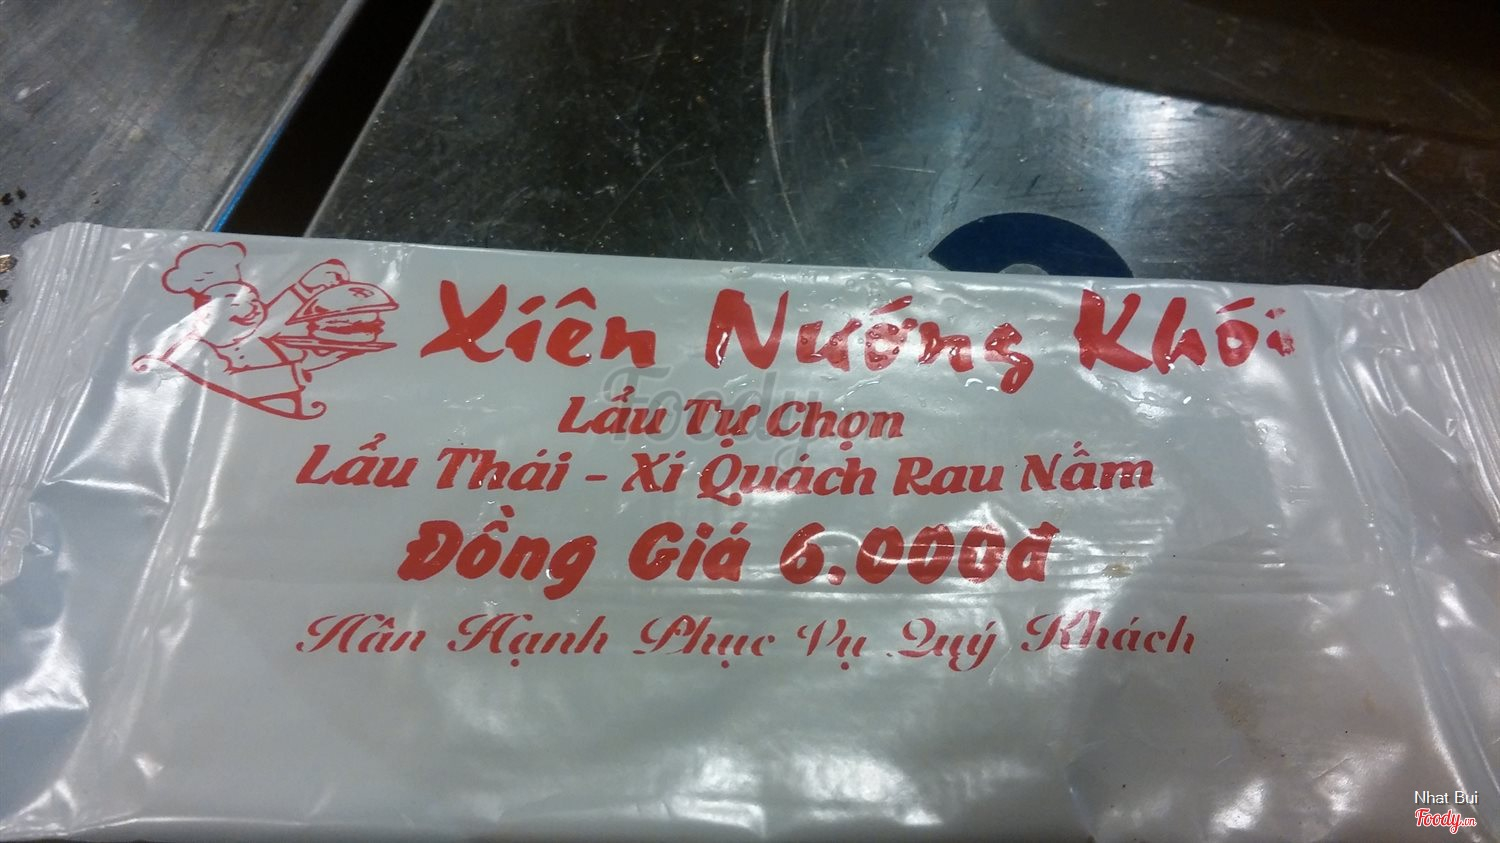 Xiên Nướng Khói
Lẩu Tự Chọn
Lẩu Thái - Xí Quách Rau Nấm
Đồng Giá 6.000đ
Hân Hạnh Phục Vụ Quý Khách
Foody
Nhat Bui
Foody.vn